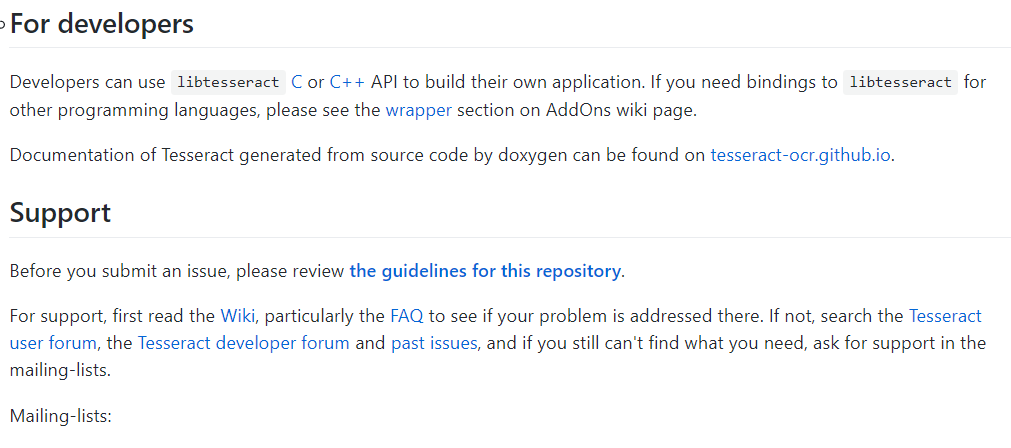 For developers
Developers can use libtesseract C or C++ API to build their own application. If you need bindings to libtesseract for
other programming languages, please see the wrapper section on AddOns wiki page.
Documentation of Tesseract generated from source code by doxygen can be found on tesseract-ocr.github.io.
Support
Before you submit an issue, please review the guidelines for this repository.
For support, first read the Wiki, particularly the FAQ to see if your problem is addressed there. If not, search the Tesseract
user forum, the Tesseract developer forum and past issues, and if you still can't find what you need, ask for support in the
mailing-lists.
Mailing-lists: